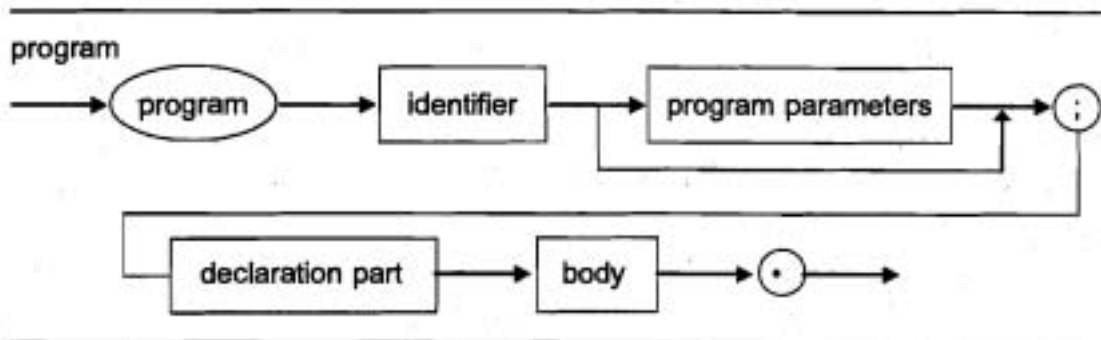 program
program identifier program parameters ;
declaration part body .